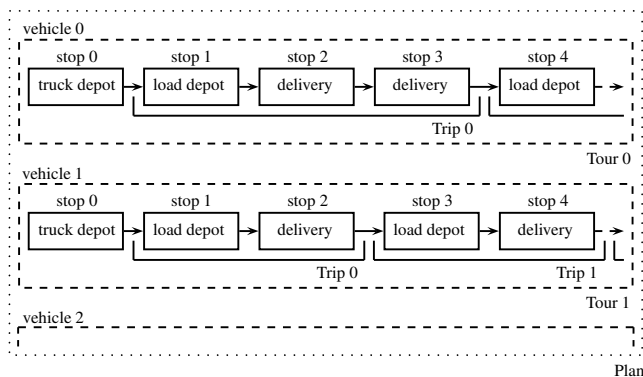 vehicle 0
stop 0 stop 1 stop 2 stop 3 stop 4
truck depot load depot delivery delivery load depot
Trip 0
Tour 0
vehicle 1
stop 0 stop 1 stop 2 stop 3 stop 4
truck depot load depot delivery load depot delivery
Trip 0 Trip 1
Tour 1
vehicle 2
Plan